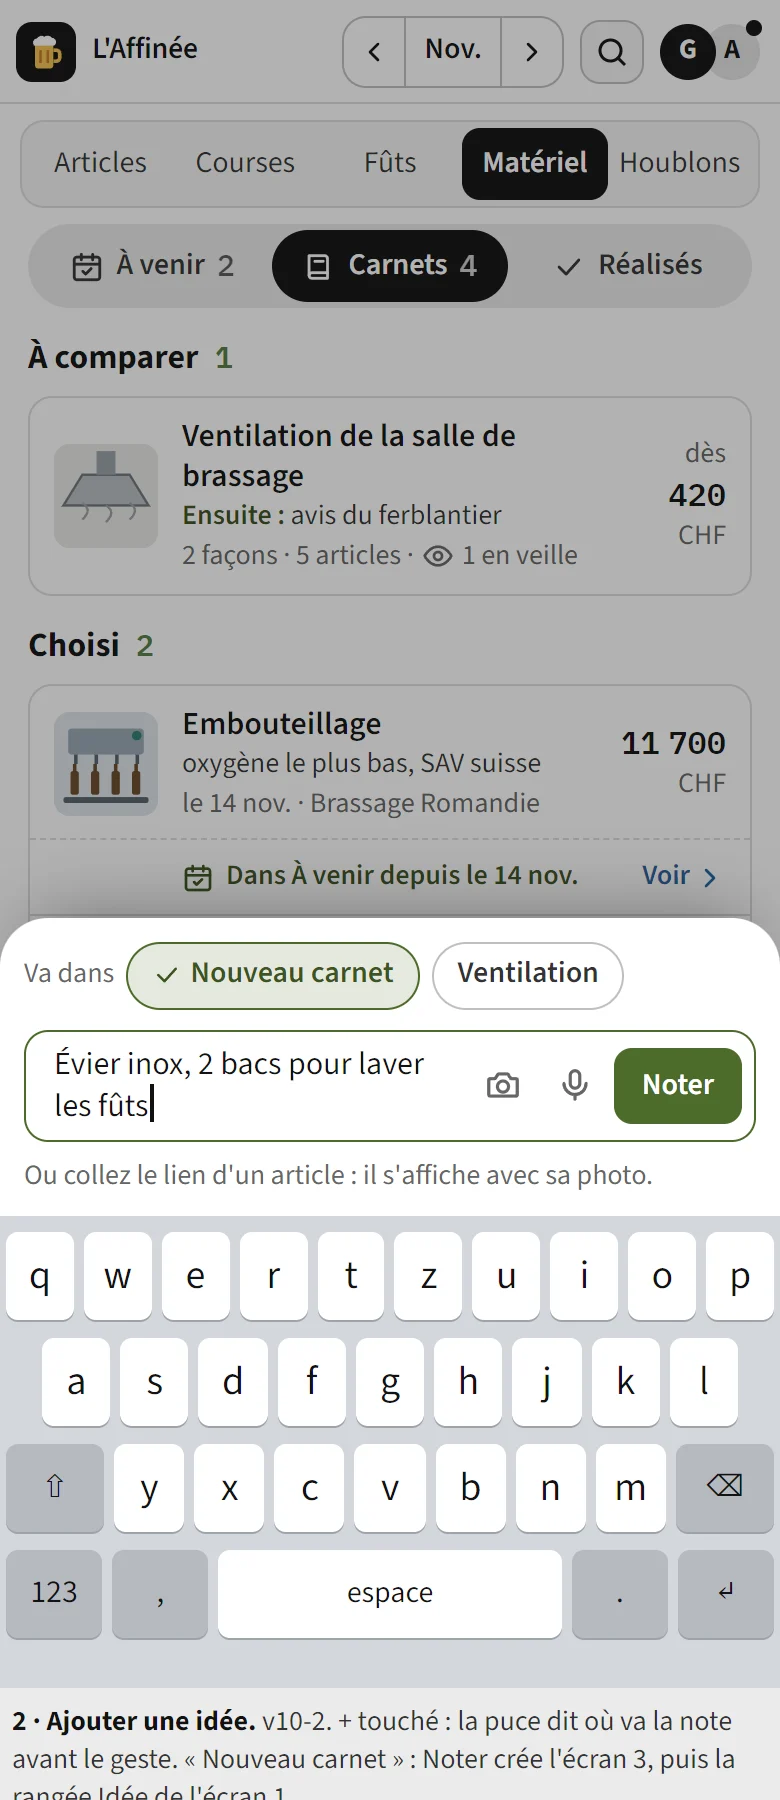 L'Affinée
Nov.
G A
Articles Courses Fûts Matériel Houblons
À venir 2 Carnets 4 Réalisés
À comparer 1
Ventilation de la salle de
brassage
Ensuite : avis du ferblantier
2 façons · 5 articles · 1 en veille
dès
420
CHF
Choisi 2
Embouteillage
oxygène le plus bas, SAV suisse
le 14 nov. · Brassage Romandie
11 700
CHF
Dans À venir depuis le 14 nov. Voir
Va dans Nouveau carnet Ventilation
Évier inox, 2 bacs pour laver
les fûts
Noter
Ou collez le lien d'un article : il s'affiche avec sa photo.
q w e r t z u i o p
a s d f g h j k l
⇧ y x c v b n m ⌫
123 , espace . ↵
2 · Ajouter une idée. v10-2. + touché : la puce dit où va la note
avant le geste. « Nouveau carnet » : Noter crée l'écran 3, puis la
rangée Idée de l'écran 1